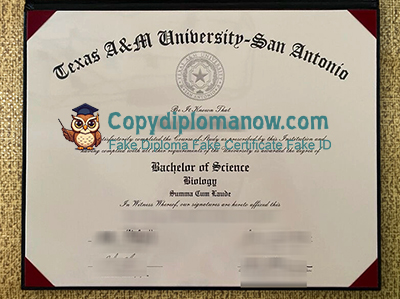 Texas A&M University-San Antonio
Be It Known That
Copydiplomanow.com
Fake Diploma Fake Certificate Fake ID
Bachelor of Science
Biology
Summa Cum Laude
In Witness Whereof, our signatures are hereto affixed this